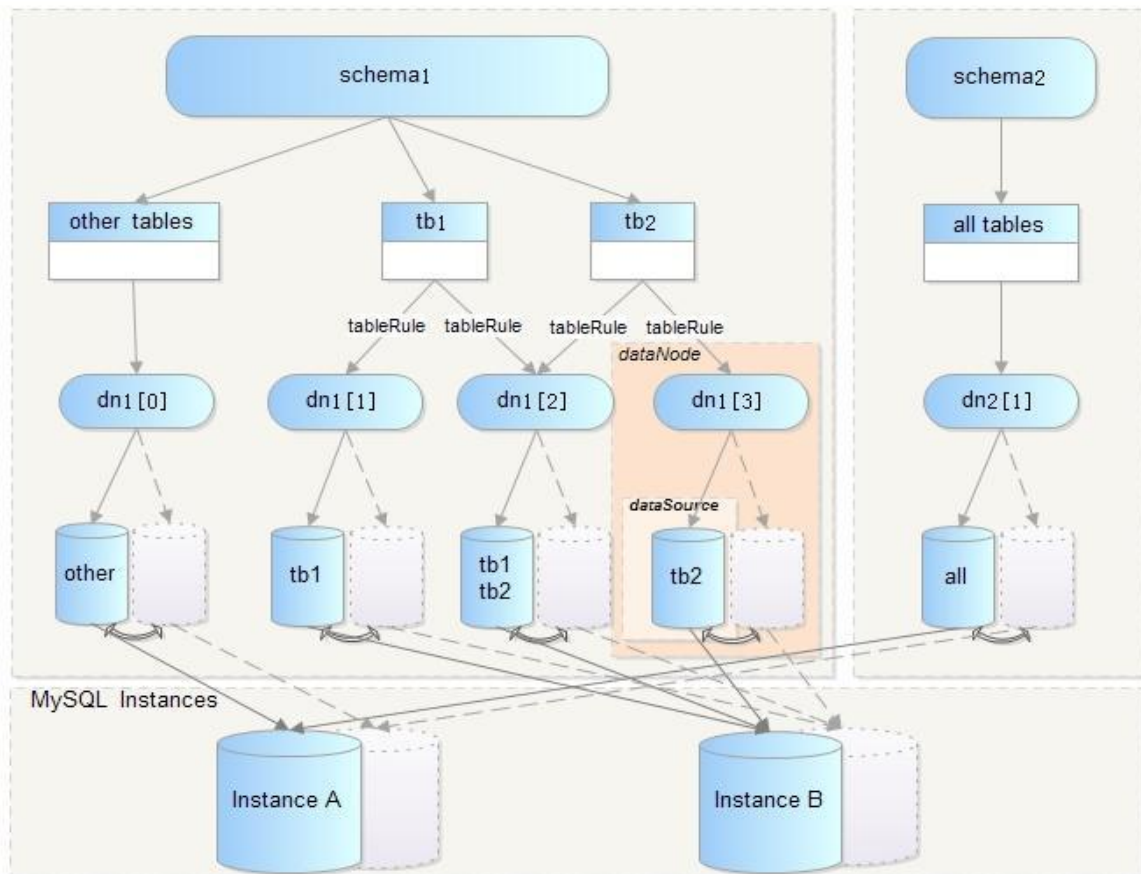 schema1
schema2
other tables
tb1
tb2
all tables
tableRule
tableRule
tableRule
tableRule
dataNode
dn1[0]
dn1[1]
dn1[2]
dn1[3]
dn2[1]
dataSource
other
tb1
tb1
tb2
tb2
all
MySQL Instances
Instance A
Instance B